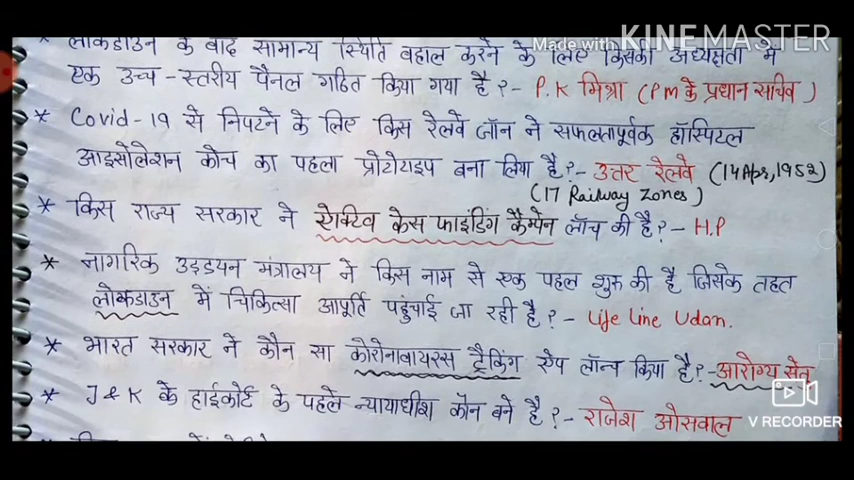 Made with KINEMASTER
* लॉकडाउन के बाद सामान्य स्थिति बहाल करने के लिए किसकी अध्यक्षता में
एक उच्च-स्तरीय पैनल गठित किया गया है?- P.K मिश्रा (PM के प्रधान सचिव)
* Covid-19 से निपटने के लिए किस रेलवे जॉन ने सफलतापूर्वक हॉस्पिटल
आइसोलेशन कोच का पहला प्रोटोटाइप बना लिया है?- उत्तर रेलवे (14 Apr, 1952)
(17 Railway Zones)
* किस राज्य सरकार ने ऐक्टिव केस फाइंडिंग कैम्पेन लॉंच की है?- H.P
* नागरिक उड्डयन मंत्रालय ने किस नाम से एक पहल शुरू की है जिसके तहत
लोकडाउन में चिकित्सा आपूर्ति पहुंचाई जा रही है?- Life Line Udan.
* भारत सरकार ने कौन सा कोरोनावायरस ट्रैकिंग ऐप लॉन्च किया है?-आरोग्य सेतु
* J & K के हाईकोर्ट के पहले न्यायाधीश कौन बने है?- राजेश ओसवाल
V RECORDER